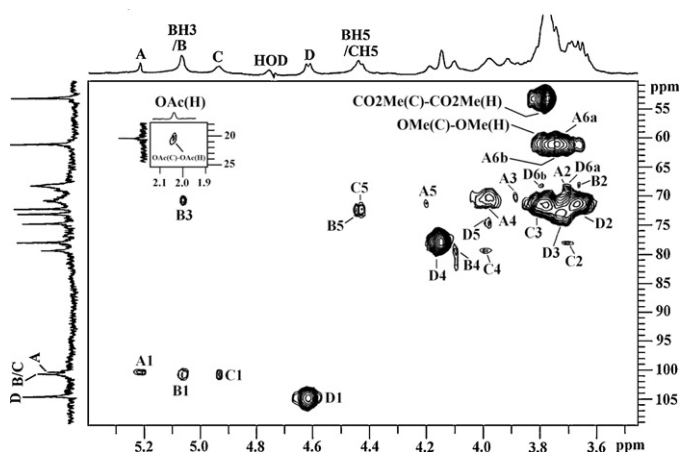 A
BH3
/B
C
HOD
D
BH5
/CH5
ppm
OAc(H)
20
25
OAc(C)-OAc(H)
2.1 2.0 1.9
B3
CO2Me(C)-CO2Me(H)
OMe(C)-OMe(H)
A6a
A6b
D6b
A2
D6a
B2
A3
A5
C5
B5
A4
D5
C3
D3
D2
D4
B4
C4
C2
A1
B1
C1
D1
55
60
65
70
75
80
85
90
95
100
105
A
B/C
D
5.2 5.0 4.8 4.6 4.4 4.2 4.0 3.8 3.6 ppm